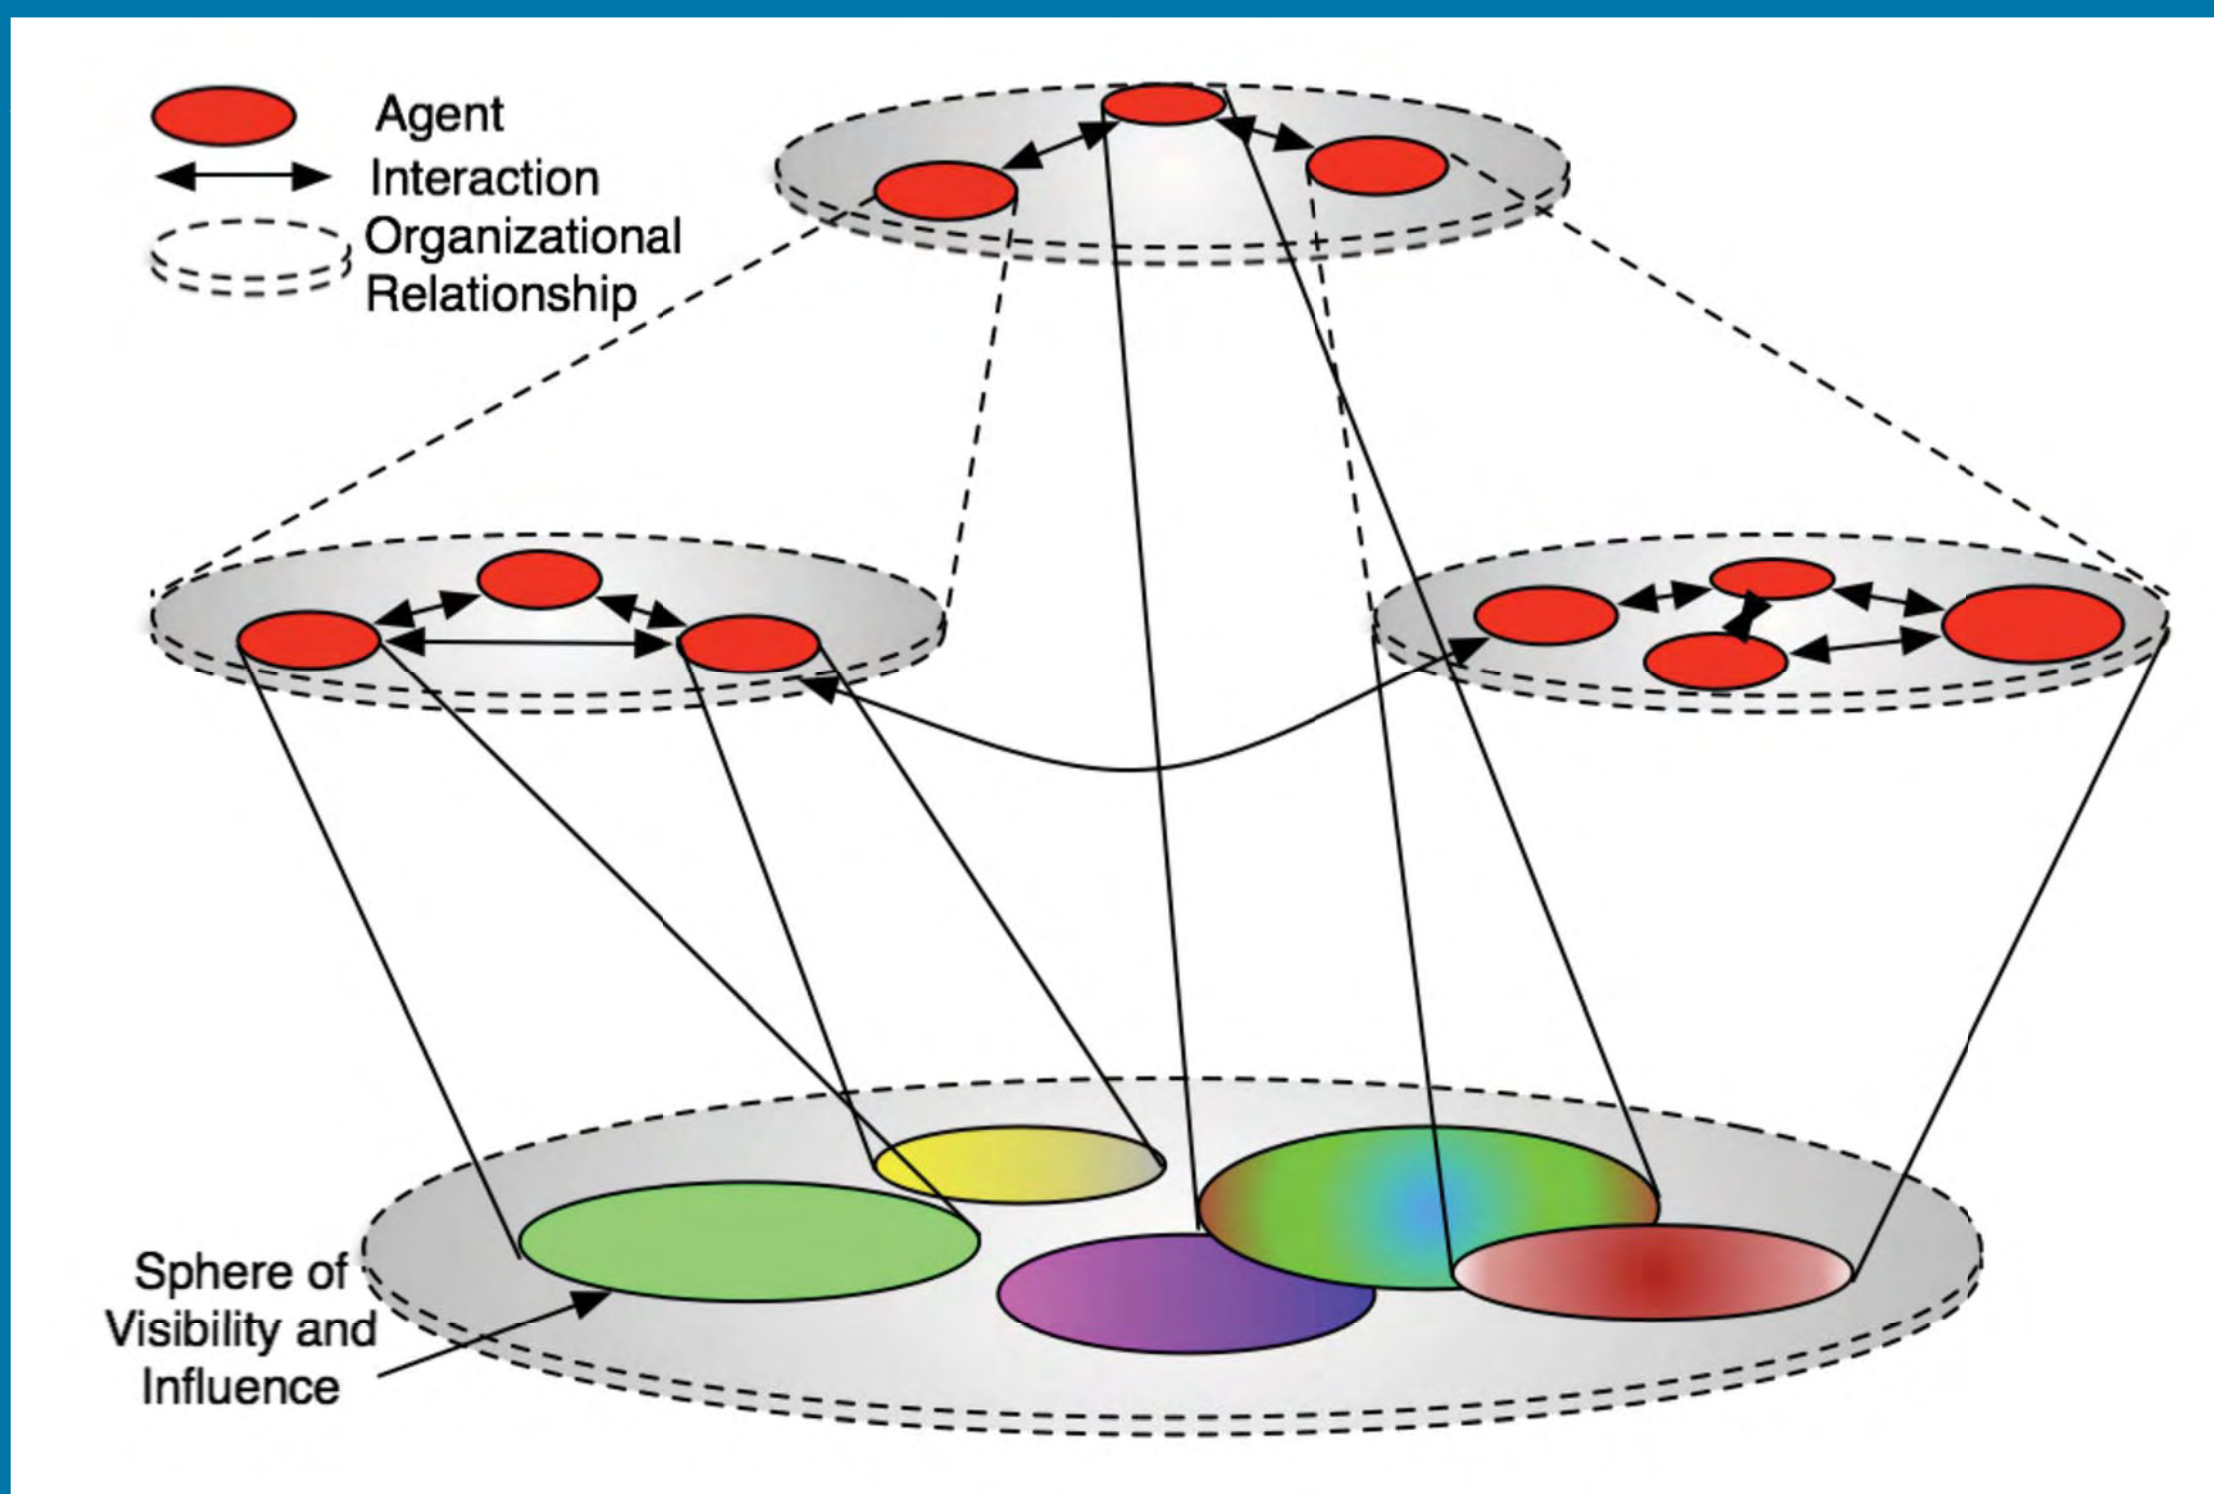 Agent
Interaction
Organizational
Relationship
Sphere of
Visibility and
Influence